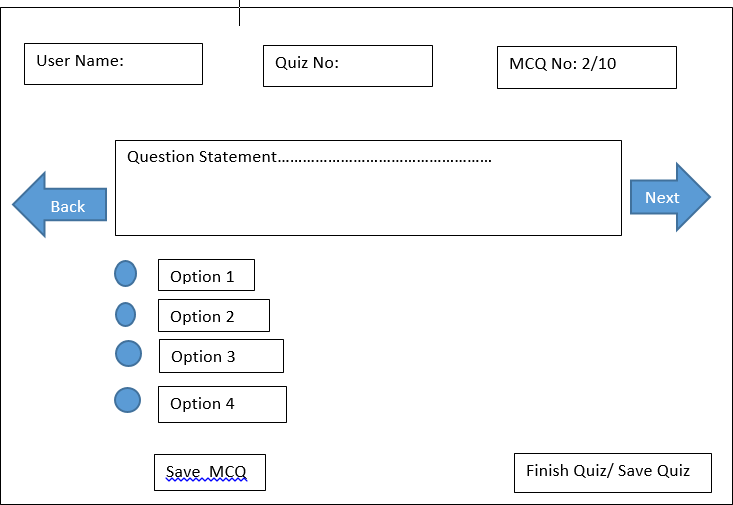 User Name:
Quiz No:
MCQ No: 2/10
Question Statement……………………………………………
Back
Next
Option 1
Option 2
Option 3
Option 4
Save MCQ
Finish Quiz/ Save Quiz